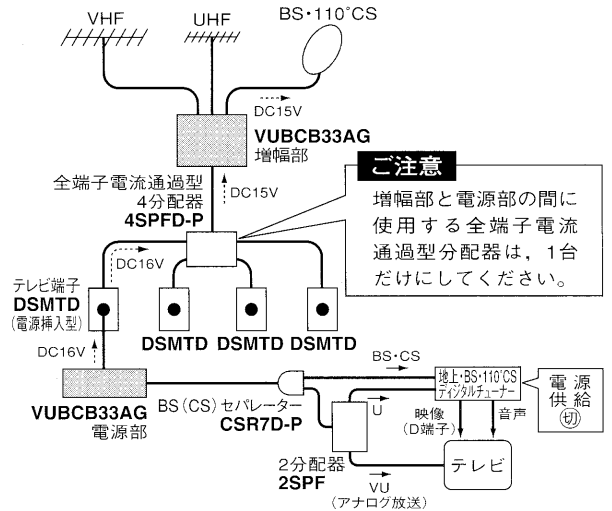 VHF
UHF
BS・110°CS
DC15V
VUBCB33AG
増幅部
全端子電流通過型
4分配器
4SPFD-P
DC15V
ご注意
増幅部と電源部の間に
使用する全端子電流
通過型分配器は，1台
だけにしてください。
DC16V
テレビ端子
DSMTD
(電源挿入型)
DSMTD DSMTD DSMTD
DC16V
VUBCB33AG
電源部
BS(CS)セパレーター
CSR7D-P
BS・CS
地上・BS・110°CS
ディジタルチューナー
電源
供給
切
U
映像
(D端子)
音声
2分配器
2SPF
VU
(アナログ放送)
テレビ